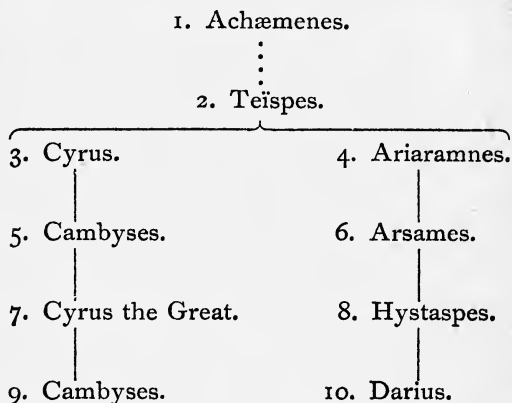 1. Achæmenes.
2. Teïspes.
3. Cyrus. 4. Ariaramnes.
5. Cambyses. 6. Arsames.
7. Cyrus the Great. 8. Hystaspes.
9. Cambyses. 10. Darius.